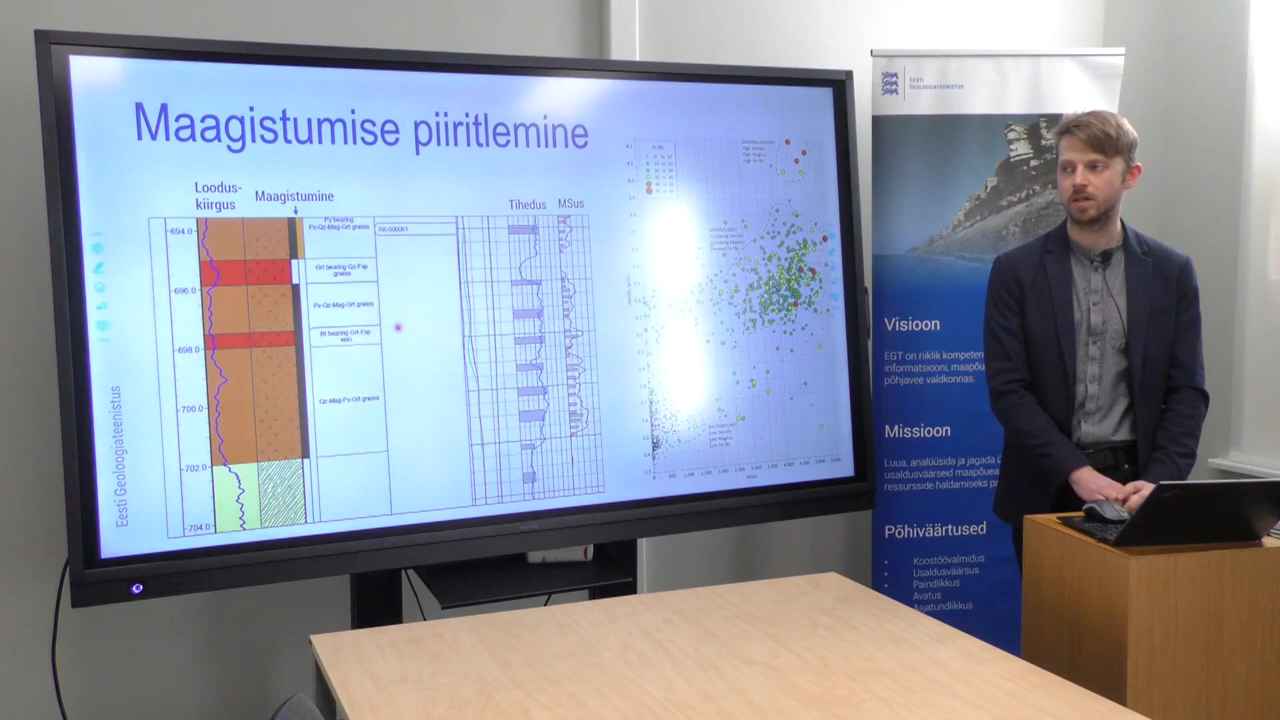 Maagistumise piiritlemine
Loodus-
kiirgus
Maagistumine
Tihedus
MSus
694.0
696.0
698.0
700.0
702.0
704.0
Py bearing
Px-Qz-Mag-Grt gneiss
Grt bearing Qz-Fsp
gneiss
Px-Qz-Mag-Grt gneiss
Bt bearing Grt-Fsp
vein
Qz-Mag-Px-Grt gneiss
Eesti Geoloogiateenistus
EESTI
GEOLOOGIATEENISTUS
Visioon
EGT on riiklik kompeten
informatsiooni, maapõu
põhjavee valdkonnas.
Missioon
Luua, analüüsida ja jagada ü
usaldusväärseid maapõuea
ressursside haldamiseks
Põhiväärtused
• Koostöövalmidus
• Usaldusväärsus
• Paindlikkus
Avatus
Asjatundlikkus